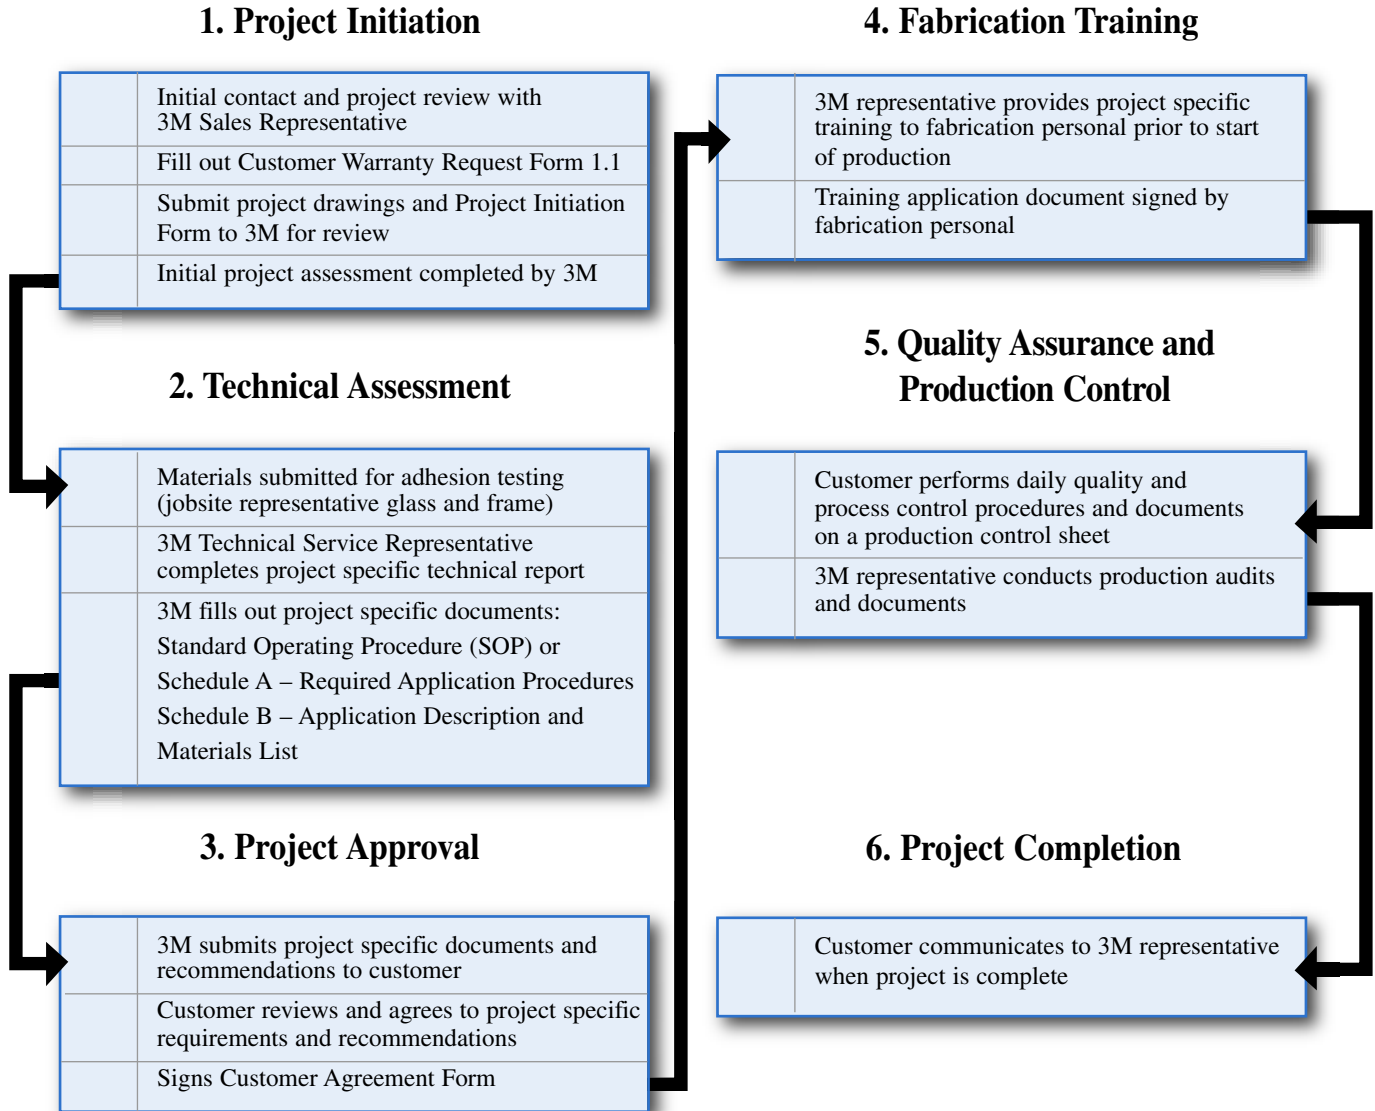 1. Project Initiation
Initial contact and project review with
3M Sales Representative
Fill out Customer Warranty Request Form 1.1
Submit project drawings and Project Initiation
Form to 3M for review
Initial project assessment completed by 3M
2. Technical Assessment
Materials submitted for adhesion testing
(jobsite representative glass and frame)
3M Technical Service Representative
completes project specific technical report
3M fills out project specific documents:
Standard Operating Procedure (SOP) or
Schedule A – Required Application Procedures
Schedule B – Application Description and
Materials List
3. Project Approval
3M submits project specific documents and
recommendations to customer
Customer reviews and agrees to project specific
requirements and recommendations
Signs Customer Agreement Form
4. Fabrication Training
3M representative provides project specific
training to fabrication personal prior to start
of production
Training application document signed by
fabrication personal
5. Quality Assurance and
Production Control
Customer performs daily quality and
process control procedures and documents
on a production control sheet
3M representative conducts production audits
and documents
6. Project Completion
Customer communicates to 3M representative
when project is complete